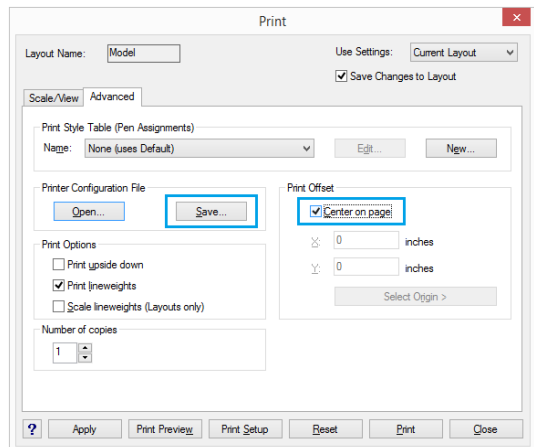 Print
Layout Name: Model
Use Settings: Current Layout
Save Changes to Layout
Scale/View Advanced
Print Style Table (Pen Assignments)
Name: None (uses Default) Edit... New...
Printer Configuration File
Open... Save...
Print Offset
Center on page
X: 0 inches
Y: 0 inches
Select Origin >
Print Options
Print upside down
Print lineweights
Scale lineweights (Layouts only)
Number of copies
1
? Apply Print Preview Print Setup Reset Print Close